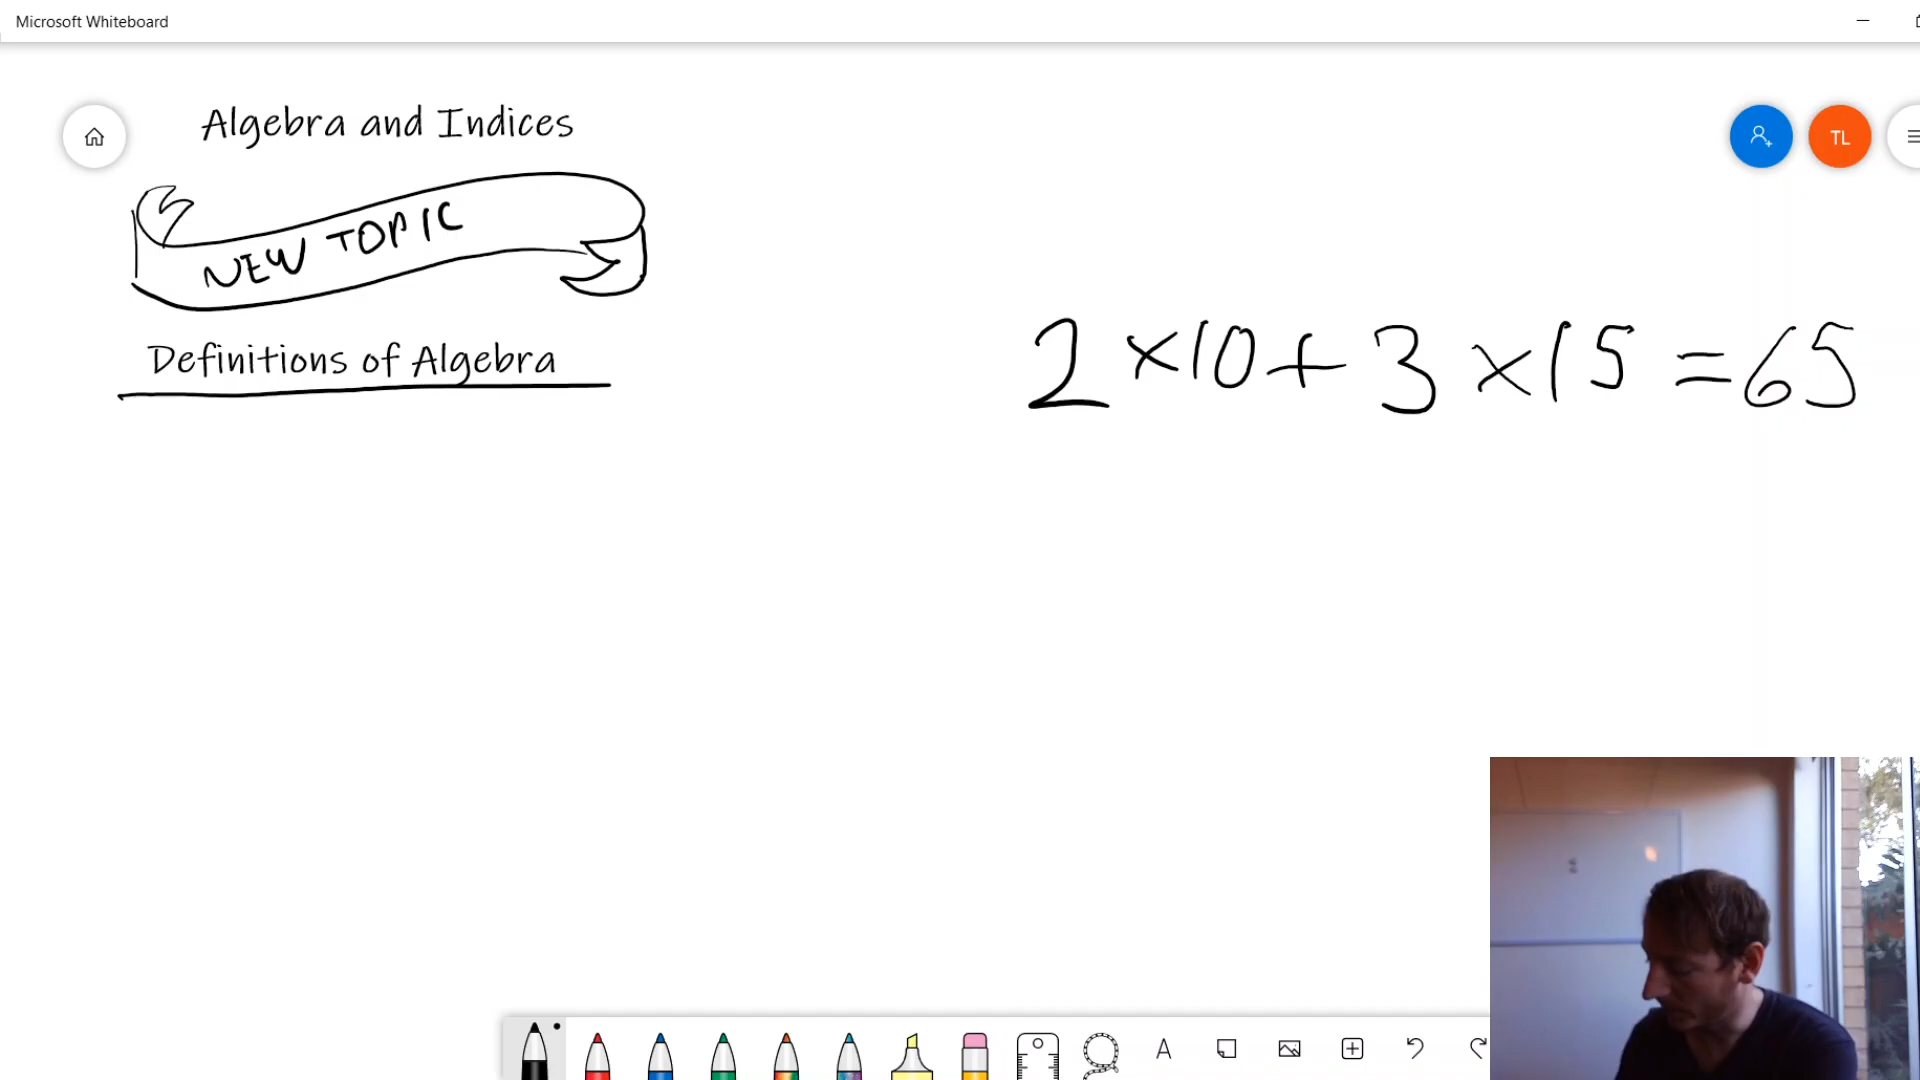 Microsoft Whiteboard
Algebra and Indices
TL
NEW TOPIC
2 × 10 + 3 × 15 = 65
Definitions of Algebra
A